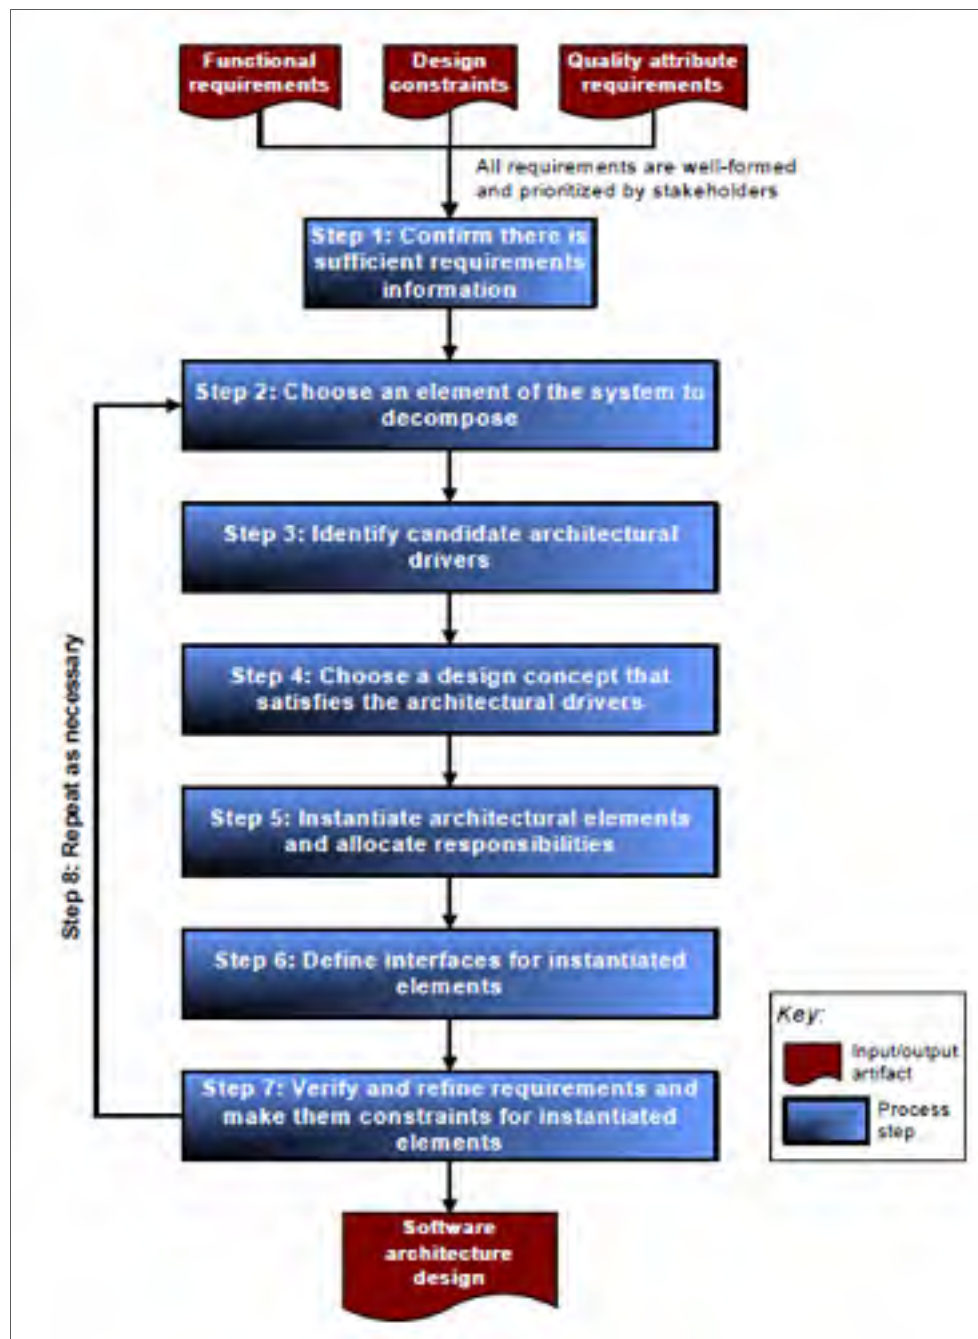 Functional
requirements
Design
constraints
Quality attribute
requirements
All requirements are well-formed
and prioritized by stakeholders
Step 1: Confirm there is
sufficient requirements
information
Step 2: Choose an element of the system to
decompose
Step 3: Identify candidate architectural
drivers
Step 4: Choose a design concept that
satisfies the architectural drivers
Step 5: Instantiate architectural elements
and allocate responsibilities
Step 6: Define interfaces for instantiated
elements
Step 7: Verify and refine requirements and
make them constraints for instantiated
elements
Step 8: Repeat as necessary
Software
architecture
design
Key:
Input/output
artifact
Process
step